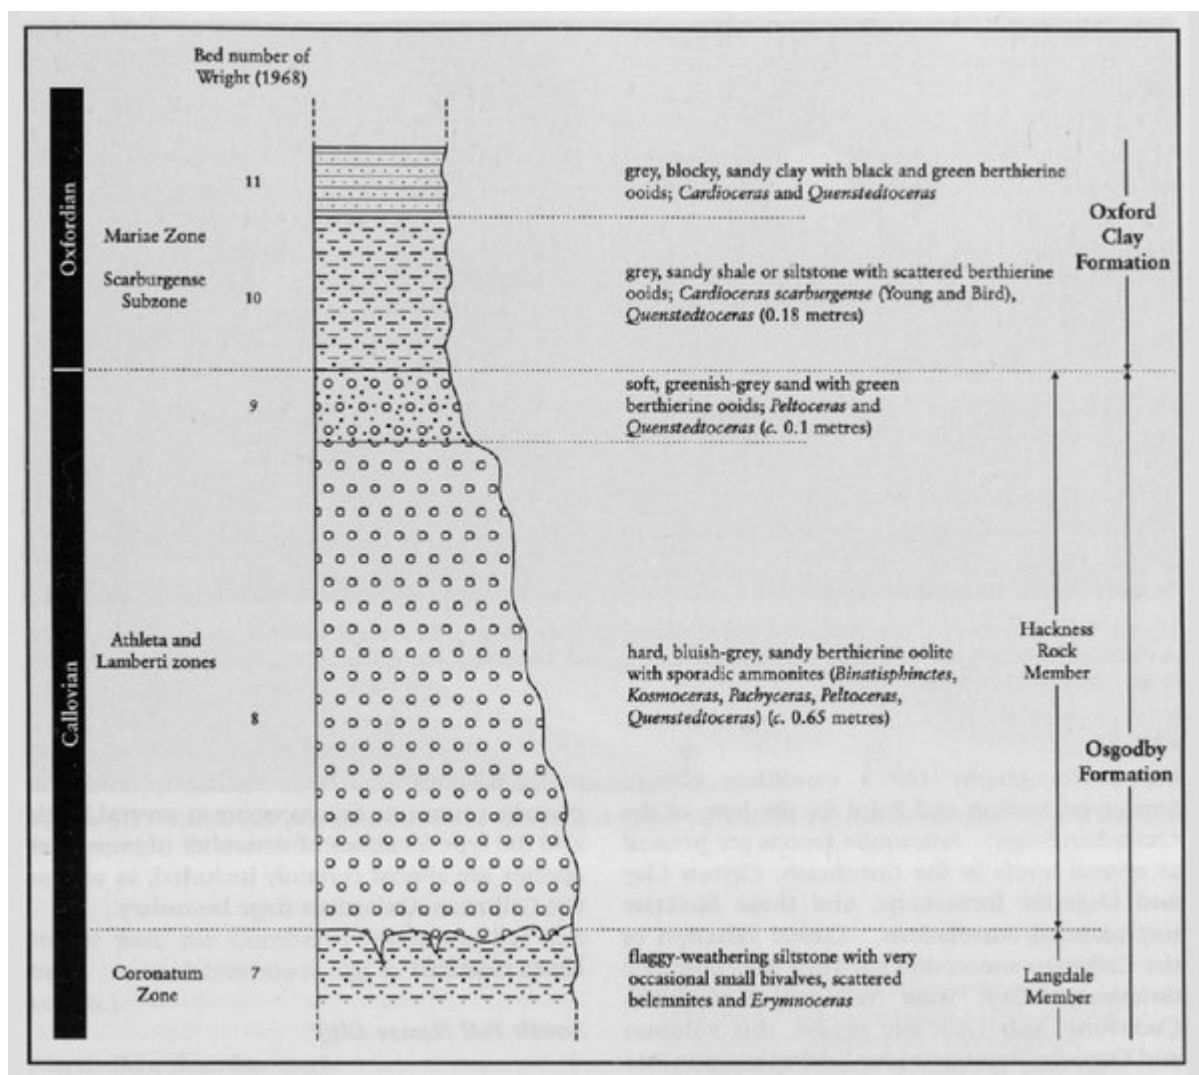 Bed number of
Wright (1968)
Oxfordian
Callovian
11
Mariae Zone
Scarburgense
Subzone
10
9
Athleta and
Lamberti zones
8
Coronatum
Zone
7
grey, blocky, sandy clay with black and green berthierine
ooids; Cardioceras and Quenstedtoceras
grey, sandy shale or siltstone with scattered berthierine
ooids; Cardioceras scarburgense (Young and Bird),
Quenstedtoceras (0.18 metres)
soft, greenish-grey sand with green
berthierine ooids; Peltoceras and
Quenstedtoceras (c. 0.1 metres)
hard, bluish-grey, sandy berthierine oolite
with sporadic ammonites (Binatisphinctes,
Kosmoceras, Pachyceras, Peltoceras,
Quenstedtoceras) (c. 0.65 metres)
flaggy-weathering siltstone with very
occasional small bivalves, scattered
belemnites and Erymnoceras
Oxford
Clay
Formation
Hackness
Rock
Member
Osgodby
Formation
Langdale
Member